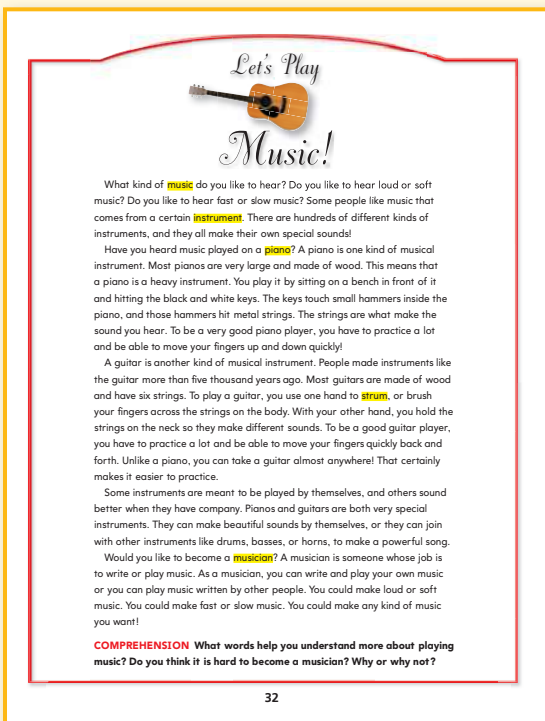 Let's Play
Music!
What kind of music do you like to hear? Do you like to hear loud or soft
music? Do you like to hear fast or slow music? Some people like music that
comes from a certain instrument. There are hundreds of different kinds of
instruments, and they all make their own special sounds!
Have you heard music played on a piano? A piano is one kind of musical
instrument. Most pianos are very large and made of wood. This means that
a piano is a heavy instrument. You play it by sitting on a bench in front of it
and hitting the black and white keys. The keys touch small hammers inside the
piano, and those hammers hit metal strings. The strings are what make the
sound you hear. To be a very good piano player, you have to practice a lot
and be able to move your fingers up and down quickly!
A guitar is another kind of musical instrument. People made instruments like
the guitar more than five thousand years ago. Most guitars are made of wood
and have six strings. To play a guitar, you use one hand to strum, or brush
your fingers across the strings on the body. With your other hand, you hold the
strings on the neck so they make different sounds. To be a good guitar player,
you have to practice a lot and be able to move your fingers quickly back and
forth. Unlike a piano, you can take a guitar almost anywhere! That certainly
makes it easier to practice.
Some instruments are meant to be played by themselves, and others sound
better when they have company. Pianos and guitars are both very special
instruments. They can make beautiful sounds by themselves, or they can join
with other instruments like drums, basses, or horns, to make a powerful song.
Would you like to become a musician? A musician is someone whose job is
to write or play music. As a musician, you can write and play your own music
or you can play music written by other people. You could make loud or soft
music. You could make fast or slow music. You could make any kind of music
you want!
COMPREHENSION What words help you understand more about playing
music? Do you think it is hard to become a musician? Why or why not?
32